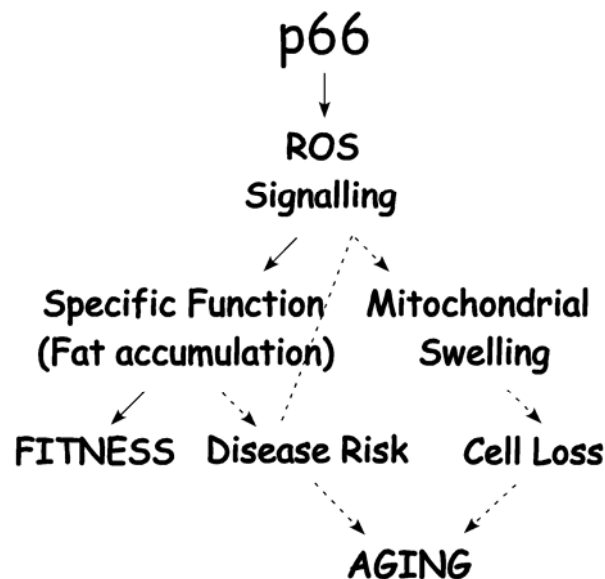 p66
ROS
Signalling
Specific Function
(Fat accumulation)
Mitochondrial
Swelling
FITNESS
Disease Risk
Cell Loss
AGING